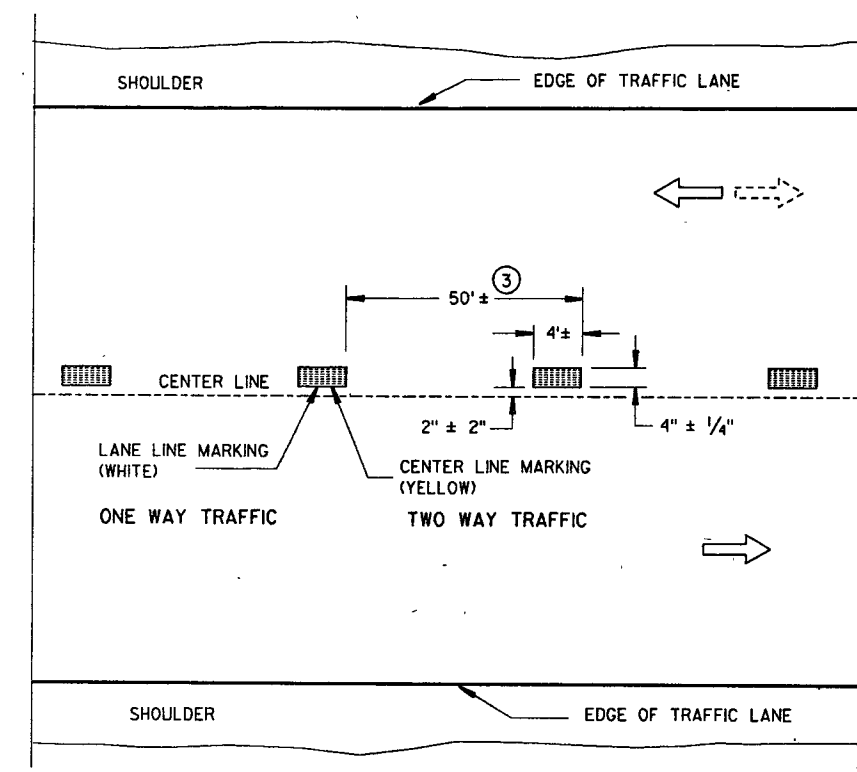 SHOULDER
EDGE OF TRAFFIC LANE
3
50' ±
4'±
CENTER LINE
2" ± 2"
4" ± 1/4"
LANE LINE MARKING
(WHITE)
CENTER LINE MARKING
(YELLOW)
ONE WAY TRAFFIC
TWO WAY TRAFFIC
SHOULDER
EDGE OF TRAFFIC LANE